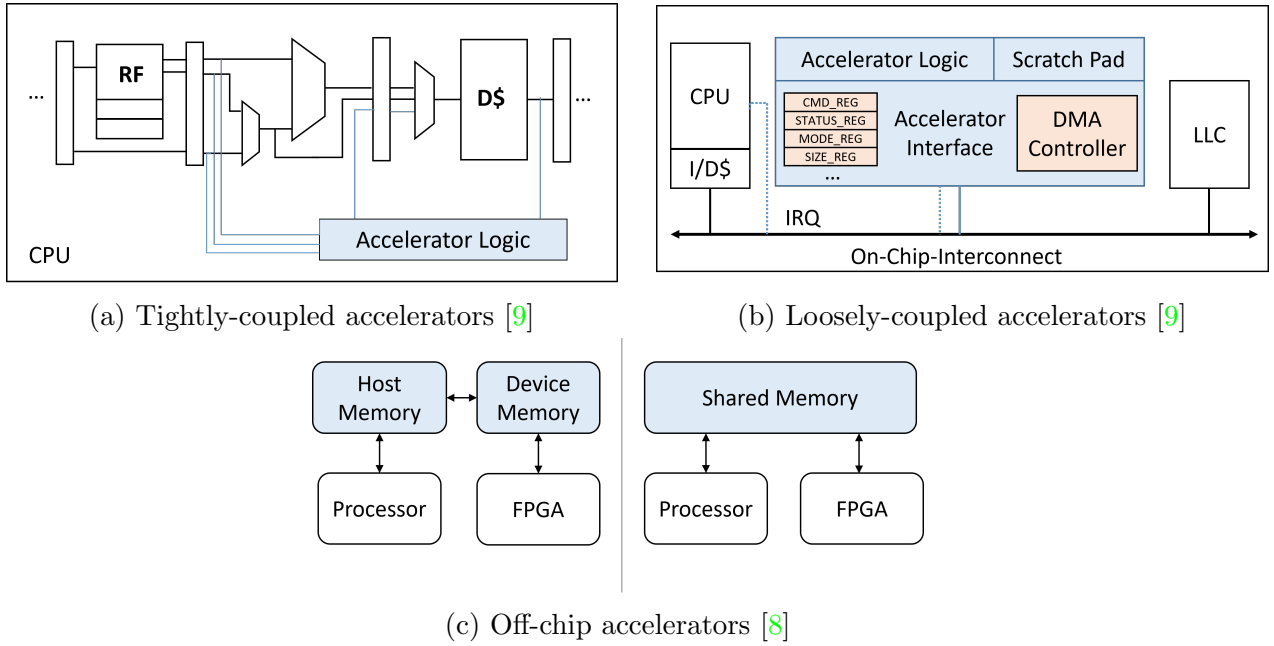 RF
D$
...
...
Accelerator Logic
CPU
(a) Tightly-coupled accelerators [9]
CPU
I/D$
Accelerator Logic
Scratch Pad
CMD_REG
STATUS_REG
MODE_REG
SIZE_REG
...
Accelerator
Interface
DMA
Controller
LLC
IRQ
On-Chip-Interconnect
(b) Loosely-coupled accelerators [9]
Host
Memory
Device
Memory
Processor
FPGA
Shared Memory
Processor
FPGA
(c) Off-chip accelerators [8]